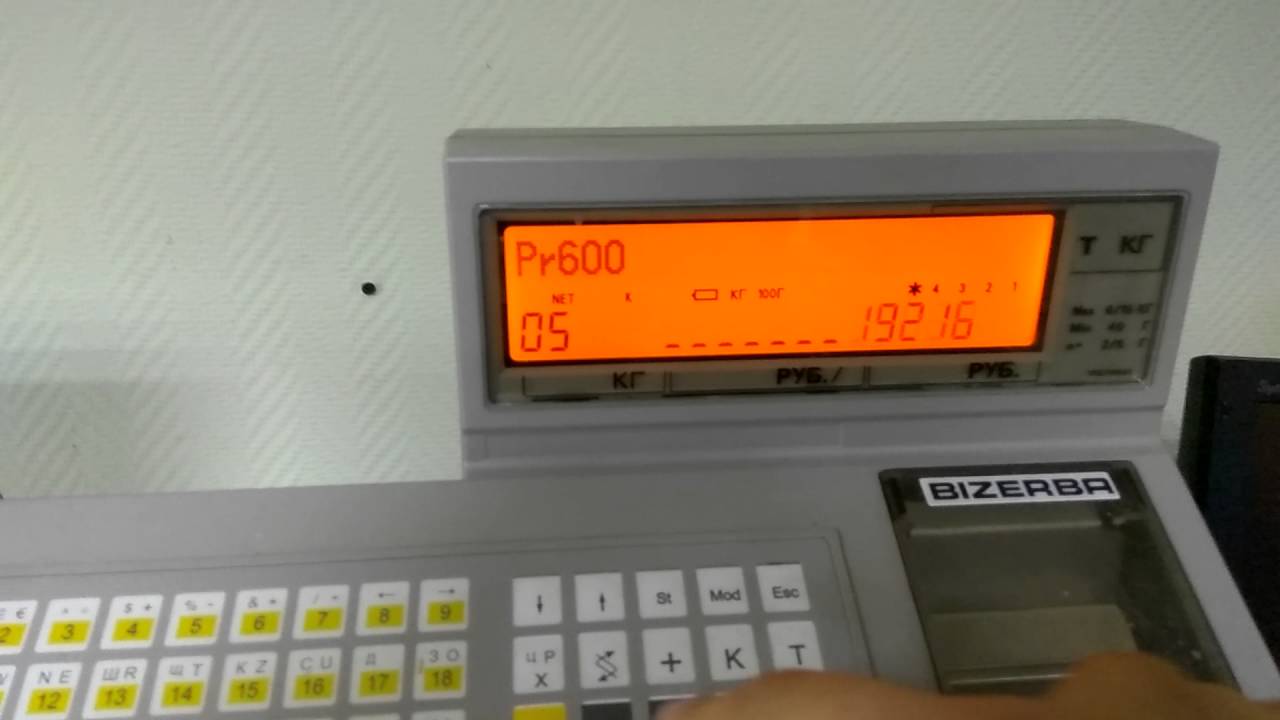 Pr600
NET K КГ 100Г * 4 3 2 1
05 _ _ _ _ _ _ _ 19216
КГ РУБ./ РУБ.
T КГ
BIZERBA
€ × ÷ $ + % - & + / - ← →
2 3 4 5 6 7 8 9
↓ ↑ St Mod Esc
N E Ш R Щ T K Z C U Д З O
12 13 14 15 16 17 18
Ц Р + K T
X